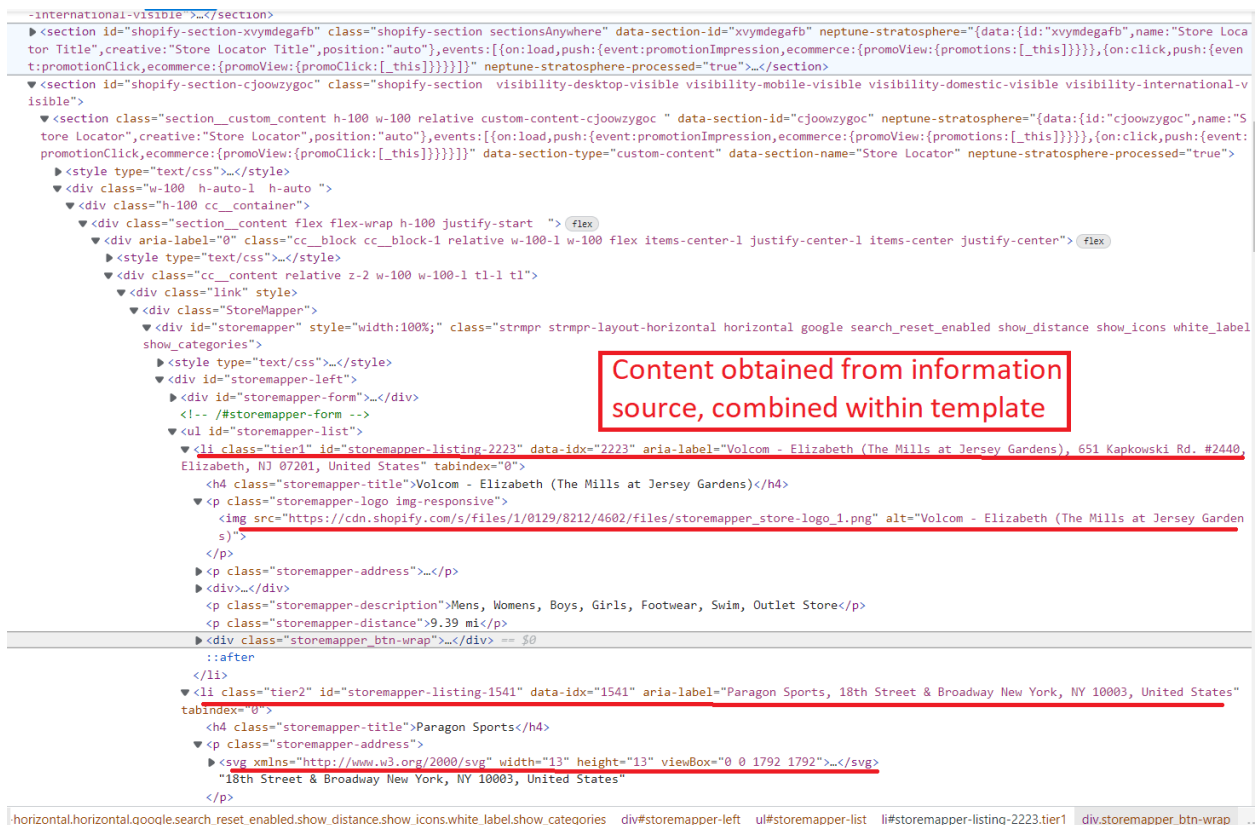 -international-visible">…</section>
▶<section id="shopify-section-xvymdegafb" class="shopify-section sectionsAnywhere" data-section-id="xvymdegafb" neptune-stratosphere="{data:{id:"xvymdegafb",name:"Store Loca
tor Title",creative:"Store Locator Title",position:"auto"},events:[{on:load,push:{event:promotionImpression,ecommerce:{promoView:{promotions:[_this]}}}},{on:click,push:{even
t:promotionClick,ecommerce:{promoView:{promoClick:[_this]}}}}]}" neptune-stratosphere-processed="true">…</section>
▼<section id="shopify-section-cjoowzygoc" class="shopify-section  visibility-desktop-visible visibility-mobile-visible visibility-domestic-visible visibility-international-v
isible">
▼<section class="section__custom_content h-100 w-100 relative custom-content-cjoowzygoc " data-section-id="cjoowzygoc" neptune-stratosphere="{data:{id:"cjoowzygoc",name:"S
tore Locator",creative:"Store Locator",position:"auto"},events:[{on:load,push:{event:promotionImpression,ecommerce:{promoView:{promotions:[_this]}}}},{on:click,push:{event:
promotionClick,ecommerce:{promoView:{promoClick:[_this]}}}}]}" data-section-type="custom-content" data-section-name="Store Locator" neptune-stratosphere-processed="true">
▶<style type="text/css">…</style>
▼<div class="w-100  h-auto-l  h-auto ">
▼<div class="h-100 cc__container">
▼<div class="section__content flex flex-wrap h-100 justify-start  "> flex
▼<div aria-label="0" class="cc__block cc__block-1 relative w-100-l w-100 flex items-center-l justify-center-l items-center justify-center"> flex
▶<style type="text/css">…</style>
▼<div class="cc__content relative z-2 w-100 w-100-l tl-l tl">
▼<div class="link" style>
▼<div class="StoreMapper">
▼<div id="storemapper" style="width:100%;" class="strmpr strmpr-layout-horizontal horizontal google search_reset_enabled show_distance show_icons white_label
show_categories">
▶<style type="text/css">…</style>
▼<div id="storemapper-left">
▶<div id="storemapper-form">…</div>
<!-- /#storemapper-form -->
▼<ul id="storemapper-list">
Content obtained from information
source, combined within template
▼<li class="tier1" id="storemapper-listing-2223" data-idx="2223" aria-label="Volcom - Elizabeth (The Mills at Jersey Gardens), 651 Kapkowski Rd. #2440,
Elizabeth, NJ 07201, United States" tabindex="0">
<h4 class="storemapper-title">Volcom - Elizabeth (The Mills at Jersey Gardens)</h4>
▼<p class="storemapper-logo img-responsive">
<img src="https://cdn.shopify.com/s/files/1/0129/8212/4602/files/storemapper_store-logo_1.png" alt="Volcom - Elizabeth (The Mills at Jersey Garden
s)">
</p>
▶<p class="storemapper-address">…</p>
▶<div>…</div>
<p class="storemapper-description">Mens, Womens, Boys, Girls, Footwear, Swim, Outlet Store</p>
<p class="storemapper-distance">9.39 mi</p>
▶<div class="storemapper_btn-wrap">…</div> == $0
::after
</li>
▼<li class="tier2" id="storemapper-listing-1541" data-idx="1541" aria-label="Paragon Sports, 18th Street & Broadway New York, NY 10003, United States"
tabindex="0">
<h4 class="storemapper-title">Paragon Sports</h4>
▼<p class="storemapper-address">
▶<svg xmlns="http://www.w3.org/2000/svg" width="13" height="13" viewBox="0 0 1792 1792">…</svg>
"18th Street & Broadway New York, NY 10003, United States"
</p>
-horizontal.horizontal.google.search_reset_enabled.show_distance.show_icons.white_label.show_categories div#storemapper-left ul#storemapper-list li#storemapper-listing-2223.tier1 div.storemapper_btn-wrap ...